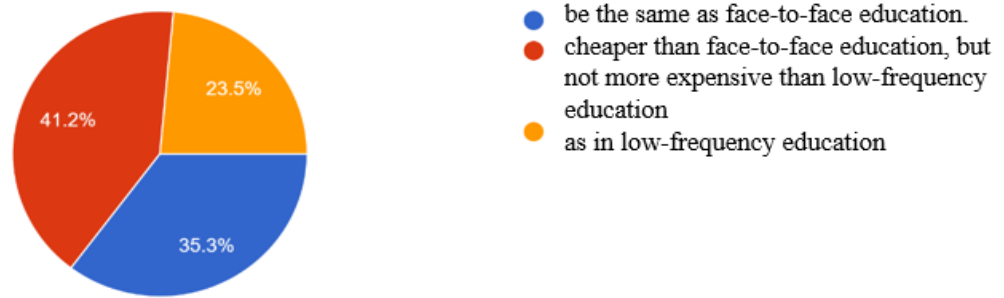 be the same as face-to-face education.
cheaper than face-to-face education, but
not more expensive than low-frequency
education
as in low-frequency education
23.5%
41.2%
35.3%